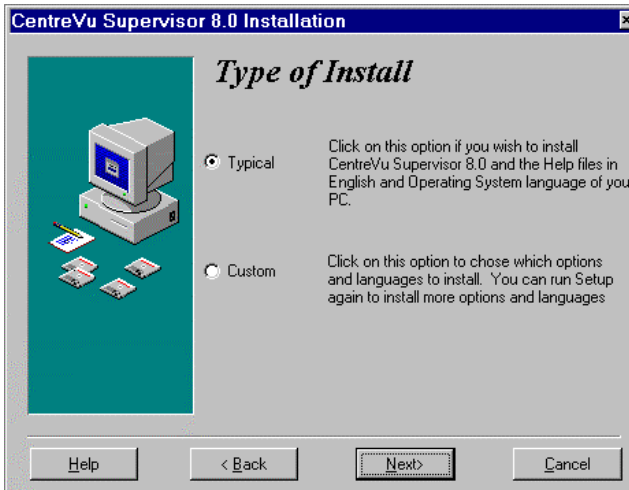 CentreVu Supervisor 8.0 Installation
Type of Install
Typical
Click on this option if you wish to install
CentreVu Supervisor 8.0 and the Help files in
English and Operating System language of you
PC.
Custom
Click on this option to chose which options
and languages to install. You can run Setup
again to install more options and languages
Help
< Back
Next>
Cancel